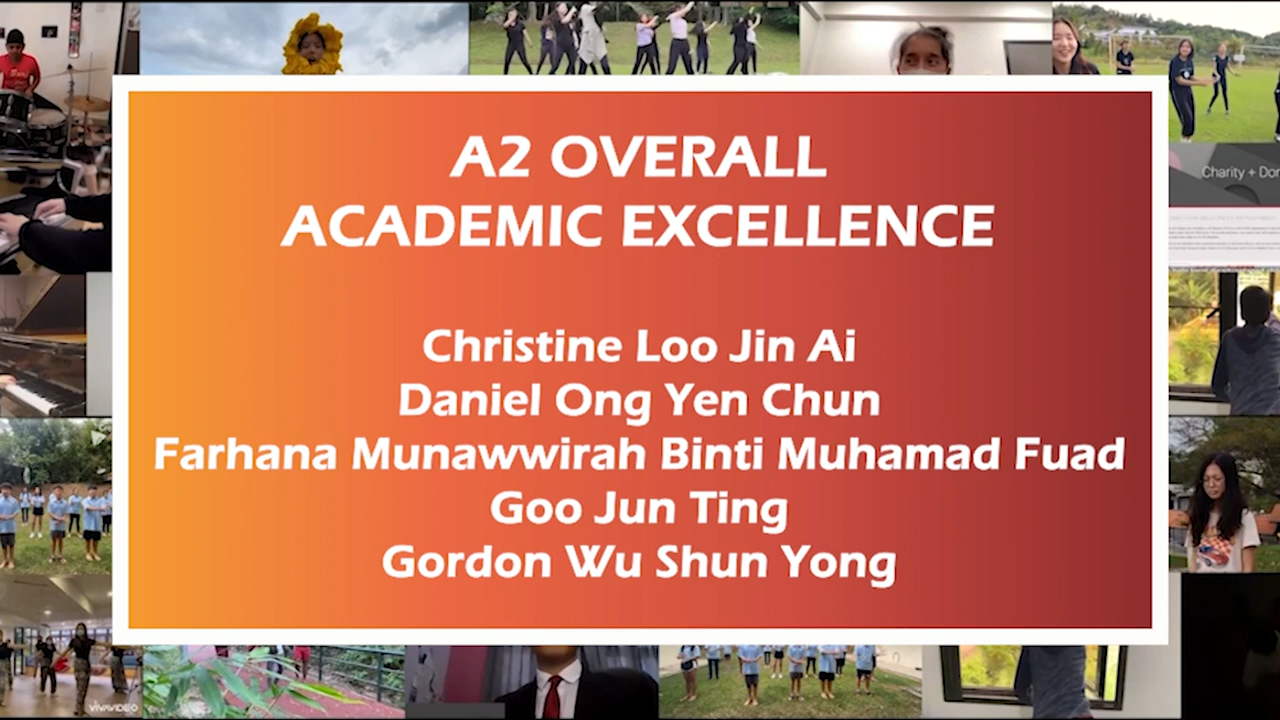 A2 OVERALL
ACADEMIC EXCELLENCE
Christine Loo Jin Ai
Daniel Ong Yen Chun
Farhana Munawwirah Binti Muhamad Fuad
Goo Jun Ting
Gordon Wu Shun Yong
Charity + Dor
VIVAVIDEO